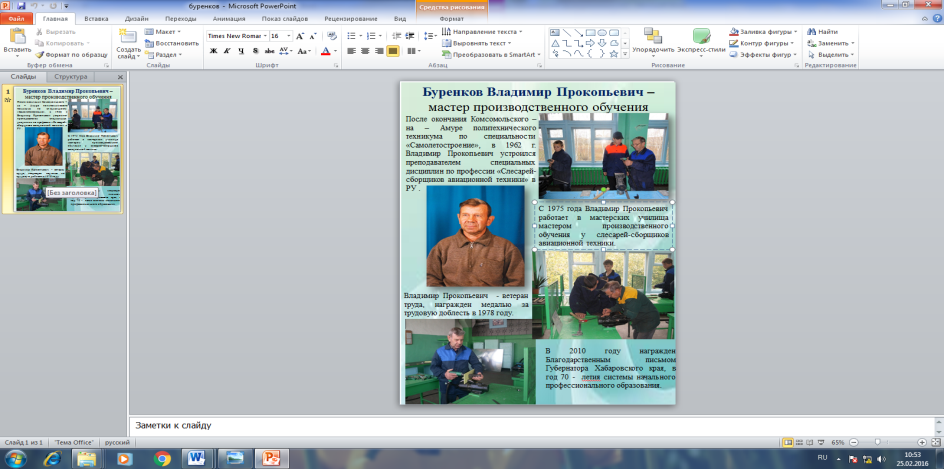 буренков - Microsoft PowerPoint
Средства рисования
Файл Главная Вставка Дизайн Переходы Анимация Показ слайдов Рецензирование Вид Формат
Вставить
Вырезать
Копировать
Формат по образцу
Буфер обмена
Создать слайд
Макет
Восстановить
Раздел
Слайды
Times New Roman 16
Шрифт
Абзац
Направление текста
Выровнять текст
Преобразовать в SmartArt
Упорядочить
Экспресс-стили
Заливка фигуры
Контур фигуры
Эффекты фигур
Рисование
Найти
Заменить
Выделить
Редактирование
Слайды Структура
1
[Без заголовка]
Буренков Владимир Прокопьевич –
мастер производственного обучения
После окончания Комсомольского –
на – Амуре политехнического
техникума по специальности
«Самолетостроение», в 1962 г.
Владимир Прокопьевич устроился
преподавателем специальных
дисциплин по профессии «Слесарей-
сборщиков авиационной техники» в
РУ .
С 1975 года Владимир Прокопьевич
работает в мастерских училища
мастером производственного
обучения у слесарей-сборщиков
авиационной техники.
Владимир Прокопьевич - ветеран
труда, награжден медалью за
трудовую доблесть в 1978 году.
В 2010 году награжден
Благодарственным письмом
Губернатора Хабаровского края, в
год 70 - летия системы начального
профессионального образования.
Заметки к слайду
Слайд 1 из 1 "Тема Office" русский 65%
RU 10:53
25.02.2016